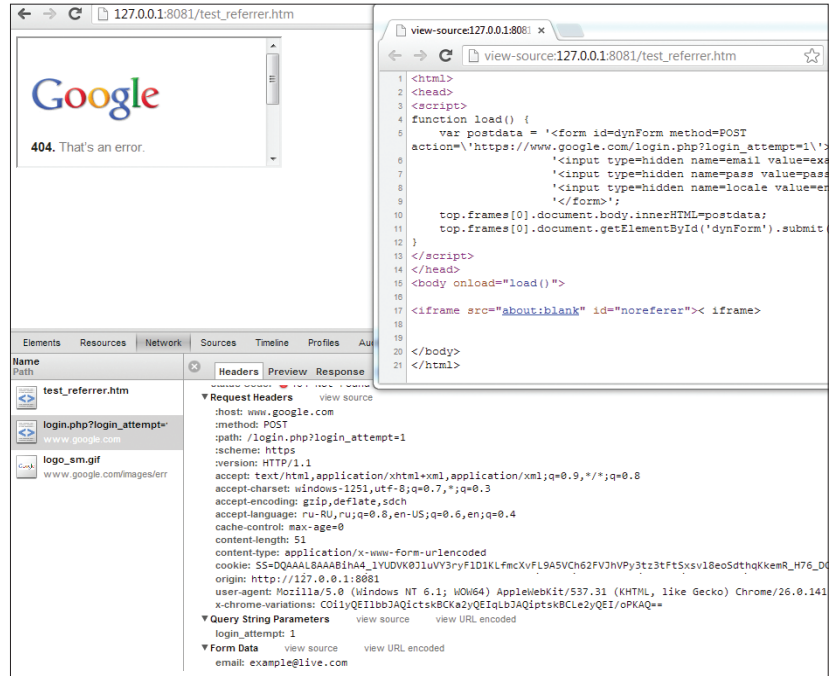 127.0.0.1:8081/test_referrer.htm
Google
404. That's an error.
view-source:127.0.0.1:8081
view-source:127.0.0.1:8081/test_referrer.htm
1 <html>
2 <head>
3 <script>
4 function load() {
5 var postdata = '<form id=dynForm method=POST
action=\'https://www.google.com/login.php?login_attempt=1\'>
6 '<input type=hidden name=email value=exa
7 '<input type=hidden name=pass value=pass
8 '<input type=hidden name=locale value=en
9 '</form>';
10 top.frames[0].document.body.innerHTML=postdata;
11 top.frames[0].document.getElementById('dynForm').submit(
12 }
13 </script>
14 </head>
15 <body onload="load()">
16
17 <iframe src="about:blank" id="noreferer">< iframe>
18
19
20 </body>
21 </html>
Elements Resources Network Sources Timeline Profiles Au
Name
Path
Headers Preview Response
test_referrer.htm
login.php?login_attempt=
www.google.com
logo_sm.gif
www.google.com/images/err
Request Headers view source
:host: www.google.com
:method: POST
:path: /login.php?login_attempt=1
:scheme: https
:version: HTTP/1.1
accept: text/html,application/xhtml+xml,application/xml;q=0.9,*/*;q=0.8
accept-charset: windows-1251,utf-8;q=0.7,*;q=0.3
accept-encoding: gzip,deflate,sdch
accept-language: ru-RU,ru;q=0.8,en-US;q=0.6,en;q=0.4
cache-control: max-age=0
content-length: 51
content-type: application/x-www-form-urlencoded
cookie:
origin: http://127.0.0.1:8081
user-agent: Mozilla/5.0 (Windows NT 6.1; WOW64) AppleWebKit/537.31 (KHTML, like Gecko) Chrome/26.0.141
x-chrome-variations:
Query String Parameters view source view URL encoded
login_attempt: 1
Form Data view source view URL encoded
email: example@live.com